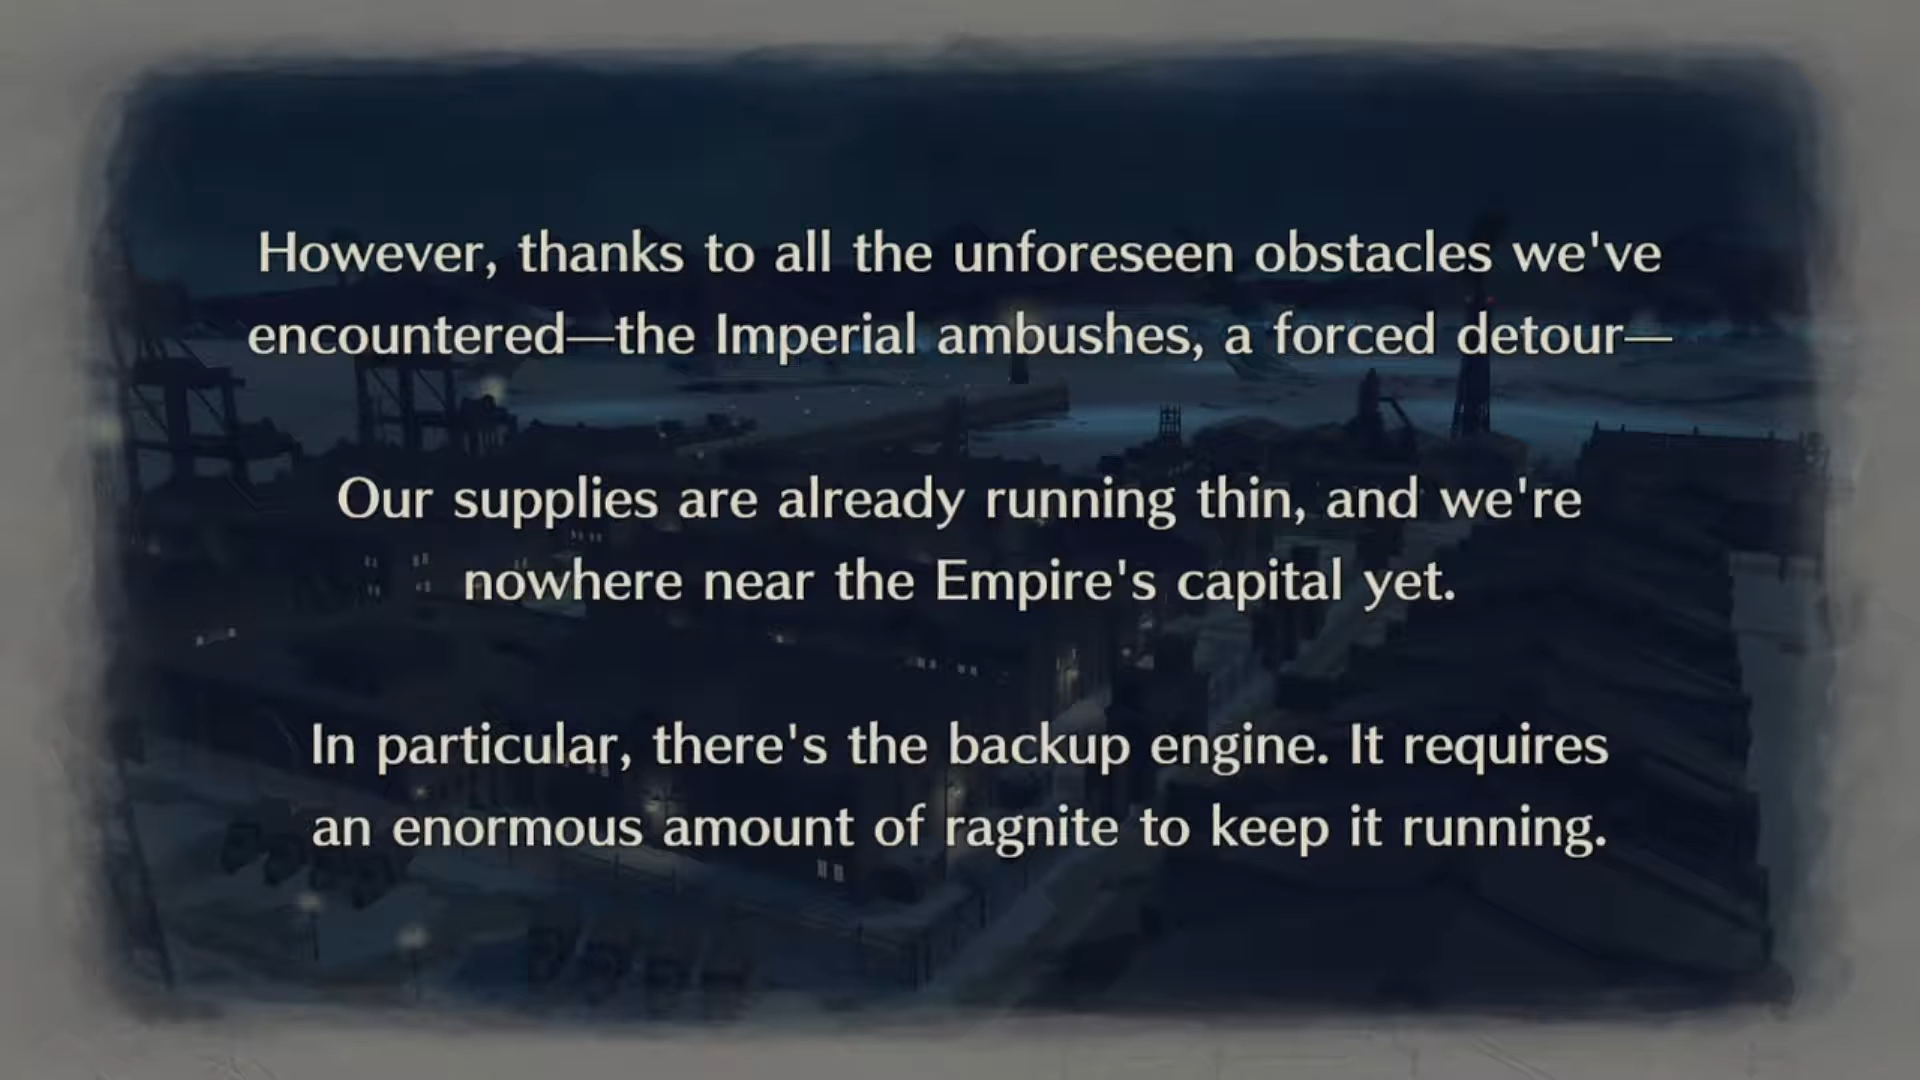 However, thanks to all the unforeseen obstacles we've
encountered—the Imperial ambushes, a forced detour—
Our supplies are already running thin, and we're
nowhere near the Empire's capital yet.
In particular, there's the backup engine. It requires
an enormous amount of ragnite to keep it running.